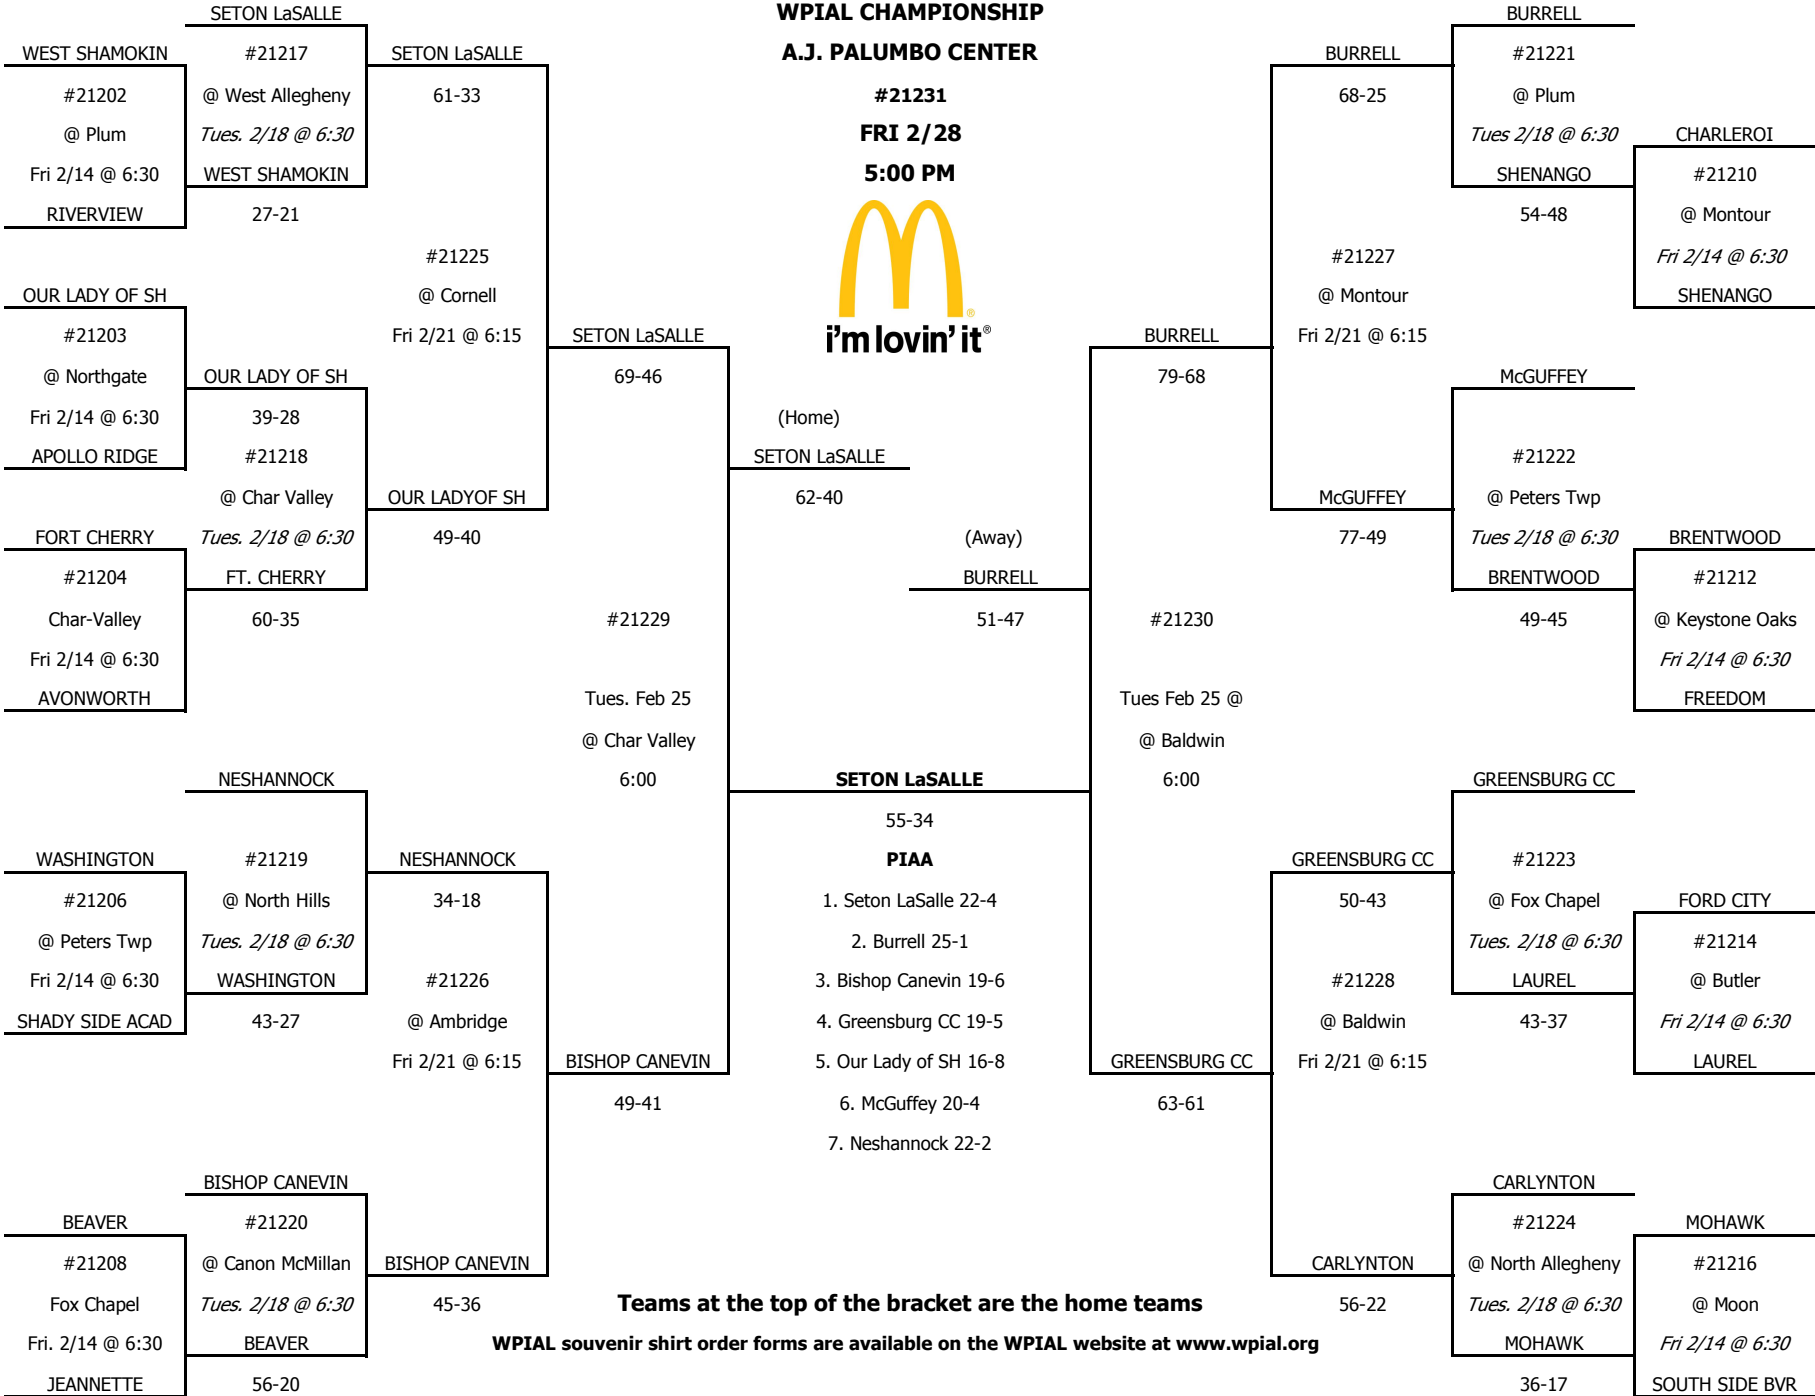 SETON LaSALLE
WPIAL CHAMPIONSHIP
BURRELL
WEST SHAMOKIN
#21217
SETON LaSALLE
A.J. PALUMBO CENTER
BURRELL
#21221
#21202
@ West Allegheny
61-33
#21231
68-25
@ Plum
@ Plum
Tues. 2/18 @ 6:30
FRI 2/28
Tues 2/18 @ 6:30
CHARLEROI
Fri 2/14 @ 6:30
WEST SHAMOKIN
5:00 PM
SHENANGO
#21210
RIVERVIEW
27-21
54-48
@ Montour
#21225
#21227
Fri 2/14 @ 6:30
OUR LADY OF SH
@ Cornell
@ Montour
SHENANGO
#21203
Fri 2/21 @ 6:15
SETON LaSALLE
i'm lovin' it®
BURRELL
Fri 2/21 @ 6:15
@ Northgate
OUR LADY OF SH
69-46
79-68
McGUFFEY
Fri 2/14 @ 6:30
39-28
(Home)
APOLLO RIDGE
#21218
SETON LaSALLE
#21222
@ Char Valley
OUR LADYOF SH
62-40
McGUFFEY
@ Peters Twp
FORT CHERRY
Tues. 2/18 @ 6:30
49-40
(Away)
77-49
Tues 2/18 @ 6:30
BRENTWOOD
#21204
FT. CHERRY
BURRELL
BRENTWOOD
#21212
Char-Valley
60-35
#21229
51-47
#21230
49-45
@ Keystone Oaks
Fri 2/14 @ 6:30
Fri 2/14 @ 6:30
AVONWORTH
Tues. Feb 25
Tues Feb 25 @
FREEDOM
@ Char Valley
@ Baldwin
NESHANNOCK
6:00
SETON LaSALLE
6:00
GREENSBURG CC
55-34
WASHINGTON
#21219
NESHANNOCK
PIAA
GREENSBURG CC
#21223
#21206
@ North Hills
34-18
1. Seton LaSalle 22-4
50-43
@ Fox Chapel
FORD CITY
@ Peters Twp
Tues. 2/18 @ 6:30
2. Burrell 25-1
Tues. 2/18 @ 6:30
#21214
Fri 2/14 @ 6:30
WASHINGTON
#21226
3. Bishop Canevin 19-6
#21228
LAUREL
@ Butler
SHADY SIDE ACAD
43-27
@ Ambridge
4. Greensburg CC 19-5
@ Baldwin
43-37
Fri 2/14 @ 6:30
Fri 2/21 @ 6:15
BISHOP CANEVIN
5. Our Lady of SH 16-8
GREENSBURG CC
Fri 2/21 @ 6:15
LAUREL
49-41
6. McGuffey 20-4
63-61
7. Neshannock 22-2
BISHOP CANEVIN
CARLYNTON
BEAVER
#21220
#21224
MOHAWK
#21208
@ Canon McMillan
BISHOP CANEVIN
CARLYNTON
@ North Allegheny
#21216
Fox Chapel
Tues. 2/18 @ 6:30
45-36
Teams at the top of the bracket are the home teams
56-22
Tues. 2/18 @ 6:30
@ Moon
Fri. 2/14 @ 6:30
BEAVER
WPIAL souvenir shirt order forms are available on the WPIAL website at www.wpial.org
MOHAWK
Fri 2/14 @ 6:30
JEANNETTE
56-20
36-17
SOUTH SIDE BVR